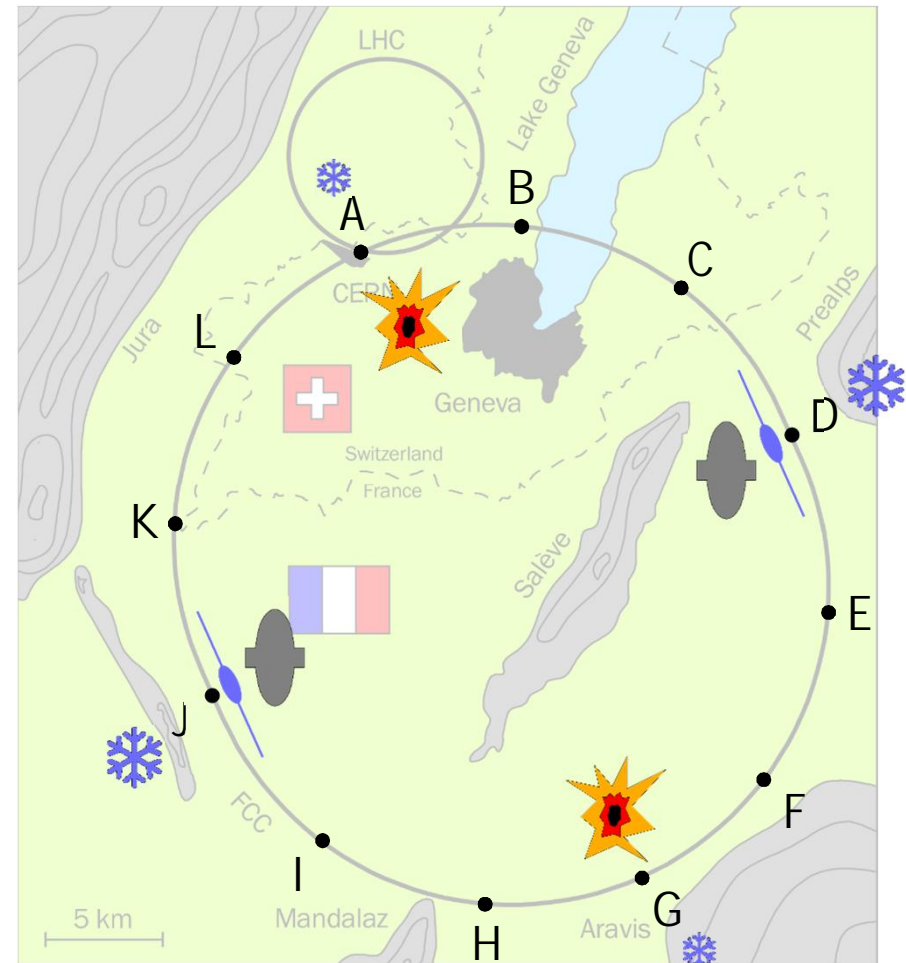 LHC
Lake Geneva
B
A
C
CERN
Prealps
Jura
L
Geneva
D
Switzerland
France
K
Salève
E
J
FCC
F
I
G
5 km
Mandalaz
Aravis
H